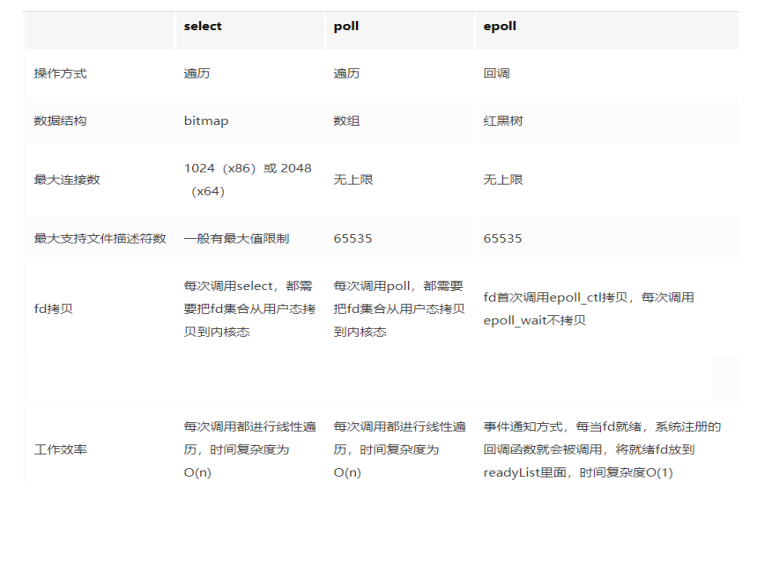 select poll epoll
操作方式 遍历 遍历 回调
数据结构 bitmap 数组 红黑树
最大连接数 1024（x86）或 2048（x64） 无上限 无上限
最大支持文件描述符数 一般有最大值限制 65535 65535
fd拷贝
每次调用select，都需
要把fd集合从用户态拷
贝到内核态
每次调用poll，都需要
把fd集合从用户态拷贝
到内核态
fd首次调用epoll_ctl拷贝，每次调用
epoll_wait不拷贝
工作效率
每次调用都进行线性遍
历，时间复杂度为
O(n)
每次调用都进行线性遍
历，时间复杂度为
O(n)
事件通知方式，每当fd就绪，系统注册的
回调函数就会被调用，将就绪fd放到
readyList里面，时间复杂度O(1)